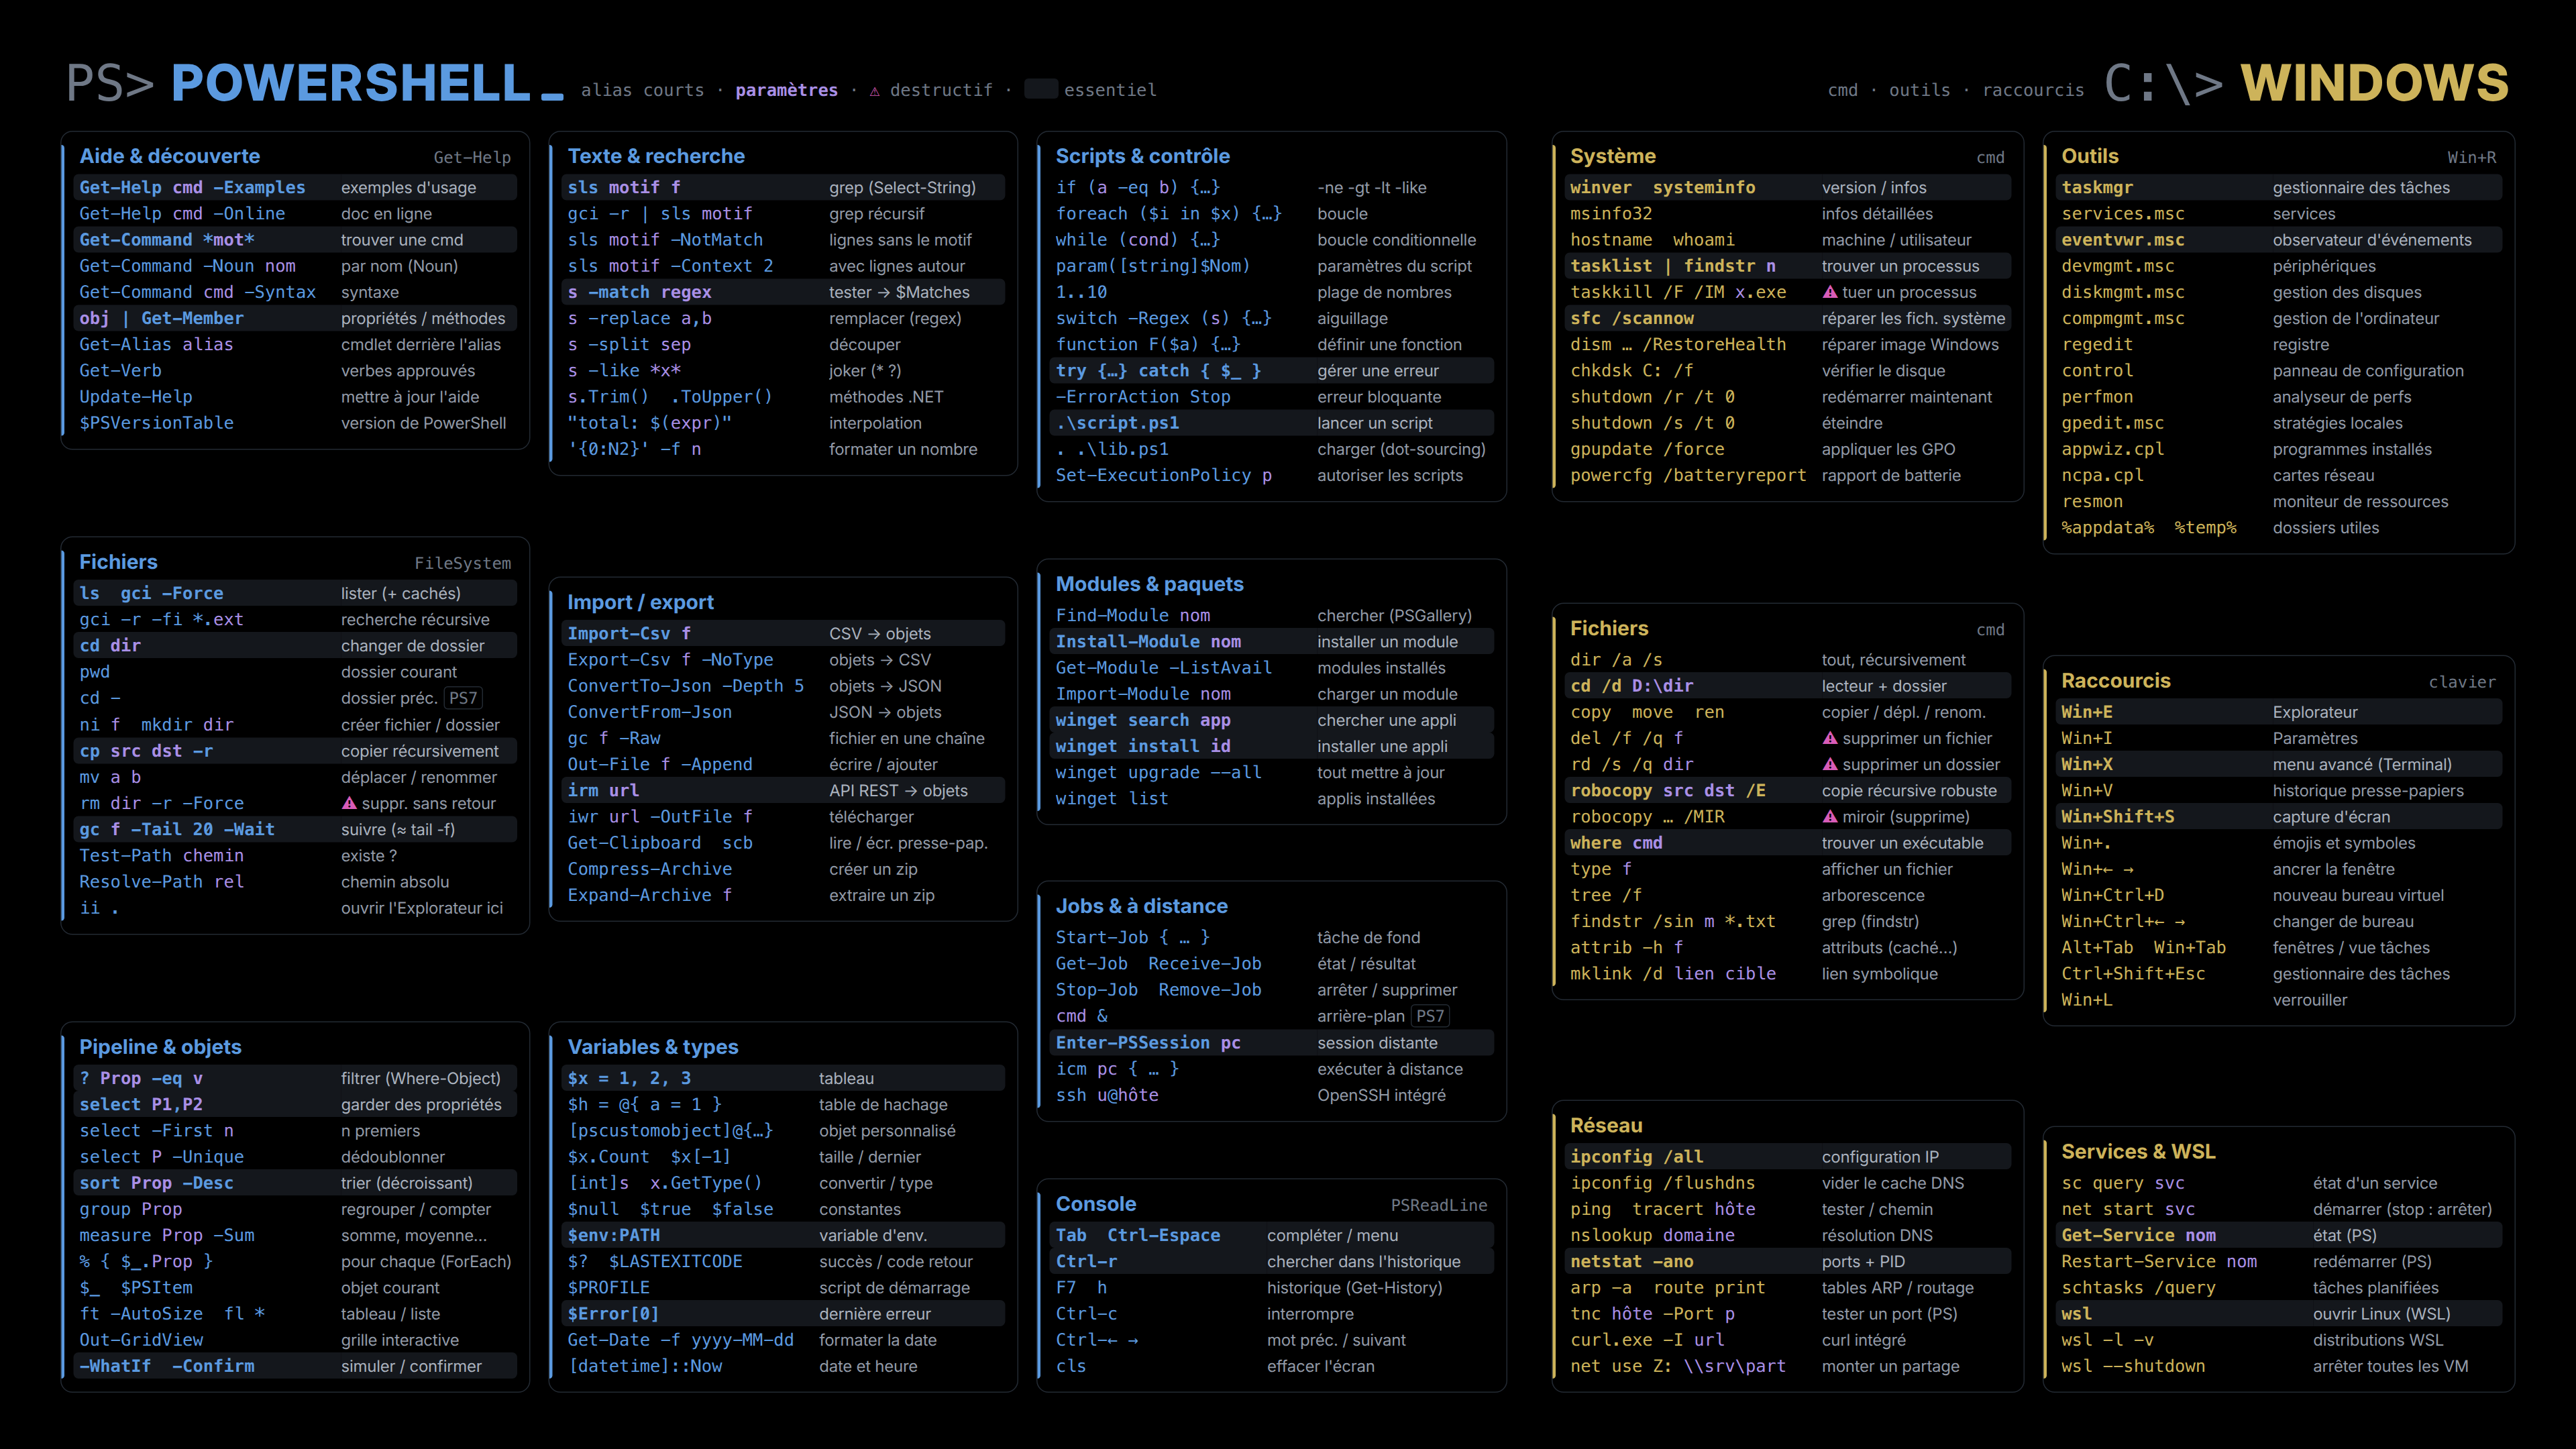 PS> POWERSHELL_ alias courts · paramètres · ⚠ destructif · essentiel
cmd · outils · raccourcis C:\> WINDOWS
Aide & découverte Get-Help
Get-Help cmd -Examples exemples d'usage
Get-Help cmd -Online doc en ligne
Get-Command *mot* trouver une cmd
Get-Command -Noun nom par nom (Noun)
Get-Command cmd -Syntax syntaxe
obj | Get-Member propriétés / méthodes
Get-Alias alias cmdlet derrière l'alias
Get-Verb verbes approuvés
Update-Help mettre à jour l'aide
$PSVersionTable version de PowerShell
Fichiers FileSystem
ls gci -Force lister (+ cachés)
gci -r -fi *.ext recherche récursive
cd dir changer de dossier
pwd dossier courant
cd - dossier préc. PS7
ni f mkdir dir créer fichier / dossier
cp src dst -r copier récursivement
mv a b déplacer / renommer
rm dir -r -Force ⚠ suppr. sans retour
gc f -Tail 20 -Wait suivre (≈ tail -f)
Test-Path chemin existe ?
Resolve-Path rel chemin absolu
ii . ouvrir l'Explorateur ici
Pipeline & objets
? Prop -eq v filtrer (Where-Object)
select P1,P2 garder des propriétés
select -First n n premiers
select P -Unique dédoublonner
sort Prop -Desc trier (décroissant)
group Prop regrouper / compter
measure Prop -Sum somme, moyenne…
% { $_.Prop } pour chaque (ForEach)
$_ $PSItem objet courant
ft -AutoSize fl * tableau / liste
Out-GridView grille interactive
-WhatIf -Confirm simuler / confirmer
Texte & recherche
sls motif f grep (Select-String)
gci -r | sls motif grep récursif
sls motif -NotMatch lignes sans le motif
sls motif -Context 2 avec lignes autour
s -match regex tester → $Matches
s -replace a,b remplacer (regex)
s -split sep découper
s -like *x* joker (* ?)
s.Trim() .ToUpper() méthodes .NET
"total: $(expr)" interpolation
'{0:N2}' -f n formater un nombre
Import / export
Import-Csv f CSV → objets
Export-Csv f -NoType objets → CSV
ConvertTo-Json -Depth 5 objets → JSON
ConvertFrom-Json JSON → objets
gc f -Raw fichier en une chaîne
Out-File f -Append écrire / ajouter
irm url API REST → objets
iwr url -OutFile f télécharger
Get-Clipboard scb lire / écr. presse-pap.
Compress-Archive créer un zip
Expand-Archive f extraire un zip
Variables & types
$x = 1, 2, 3 tableau
$h = @{ a = 1 } table de hachage
[pscustomobject]@{…} objet personnalisé
$x.Count $x[-1] taille / dernier
[int]s x.GetType() convertir / type
$null $true $false constantes
$env:PATH variable d'env.
$? $LASTEXITCODE succès / code retour
$PROFILE script de démarrage
$Error[0] dernière erreur
Get-Date -f yyyy-MM-dd formater la date
[datetime]::Now date et heure
Scripts & contrôle
if (a -eq b) {…} -ne -gt -lt -like
foreach ($i in $x) {…} boucle
while (cond) {…} boucle conditionnelle
param([string]$Nom) paramètres du script
1..10 plage de nombres
switch -Regex (s) {…} aiguillage
function F($a) {…} définir une fonction
try {…} catch { $_ } gérer une erreur
-ErrorAction Stop erreur bloquante
.\script.ps1 lancer un script
. .\lib.ps1 charger (dot-sourcing)
Set-ExecutionPolicy p autoriser les scripts
Modules & paquets
Find-Module nom chercher (PSGallery)
Install-Module nom installer un module
Get-Module -ListAvail modules installés
Import-Module nom charger un module
winget search app chercher une appli
winget install id installer une appli
winget upgrade --all tout mettre à jour
winget list applis installées
Jobs & à distance
Start-Job { … } tâche de fond
Get-Job Receive-Job état / résultat
Stop-Job Remove-Job arrêter / supprimer
cmd & arrière-plan PS7
Enter-PSSession pc session distante
icm pc { … } exécuter à distance
ssh u@hôte OpenSSH intégré
Console PSReadLine
Tab Ctrl-Espace compléter / menu
Ctrl-r chercher dans l'historique
F7 h historique (Get-History)
Ctrl-c interrompre
Ctrl-← → mot préc. / suivant
cls effacer l'écran
Système cmd
winver systeminfo version / infos
msinfo32 infos détaillées
hostname whoami machine / utilisateur
tasklist | findstr n trouver un processus
taskkill /F /IM x.exe ⚠ tuer un processus
sfc /scannow réparer les fich. système
dism … /RestoreHealth réparer image Windows
chkdsk C: /f vérifier le disque
shutdown /r /t 0 redémarrer maintenant
shutdown /s /t 0 éteindre
gpupdate /force appliquer les GPO
powercfg /batteryreport rapport de batterie
Fichiers cmd
dir /a /s tout, récursivement
cd /d D:\dir lecteur + dossier
copy move ren copier / dépl. / renom.
del /f /q f ⚠ supprimer un fichier
rd /s /q dir ⚠ supprimer un dossier
robocopy src dst /E copie récursive robuste
robocopy … /MIR ⚠ miroir (supprime)
where cmd trouver un exécutable
type f afficher un fichier
tree /f arborescence
findstr /sin m *.txt grep (findstr)
attrib -h f attributs (caché…)
mklink /d lien cible lien symbolique
Réseau
ipconfig /all configuration IP
ipconfig /flushdns vider le cache DNS
ping tracert hôte tester / chemin
nslookup domaine résolution DNS
netstat -ano ports + PID
arp -a route print tables ARP / routage
tnc hôte -Port p tester un port (PS)
curl.exe -I url curl intégré
net use Z: \\srv\part monter un partage
Outils Win+R
taskmgr gestionnaire des tâches
services.msc services
eventvwr.msc observateur d'événements
devmgmt.msc périphériques
diskmgmt.msc gestion des disques
compmgmt.msc gestion de l'ordinateur
regedit registre
control panneau de configuration
perfmon analyseur de perfs
gpedit.msc stratégies locales
appwiz.cpl programmes installés
ncpa.cpl cartes réseau
resmon moniteur de ressources
%appdata% %temp% dossiers utiles
Raccourcis clavier
Win+E Explorateur
Win+I Paramètres
Win+X menu avancé (Terminal)
Win+V historique presse-papiers
Win+Shift+S capture d'écran
Win+. émojis et symboles
Win+← → ancrer la fenêtre
Win+Ctrl+D nouveau bureau virtuel
Win+Ctrl+← → changer de bureau
Alt+Tab Win+Tab fenêtres / vue tâches
Ctrl+Shift+Esc gestionnaire des tâches
Win+L verrouiller
Services & WSL
sc query svc état d'un service
net start svc démarrer (stop : arrêter)
Get-Service nom état (PS)
Restart-Service nom redémarrer (PS)
schtasks /query tâches planifiées
wsl ouvrir Linux (WSL)
wsl -l -v distributions WSL
wsl --shutdown arrêter toutes les VM